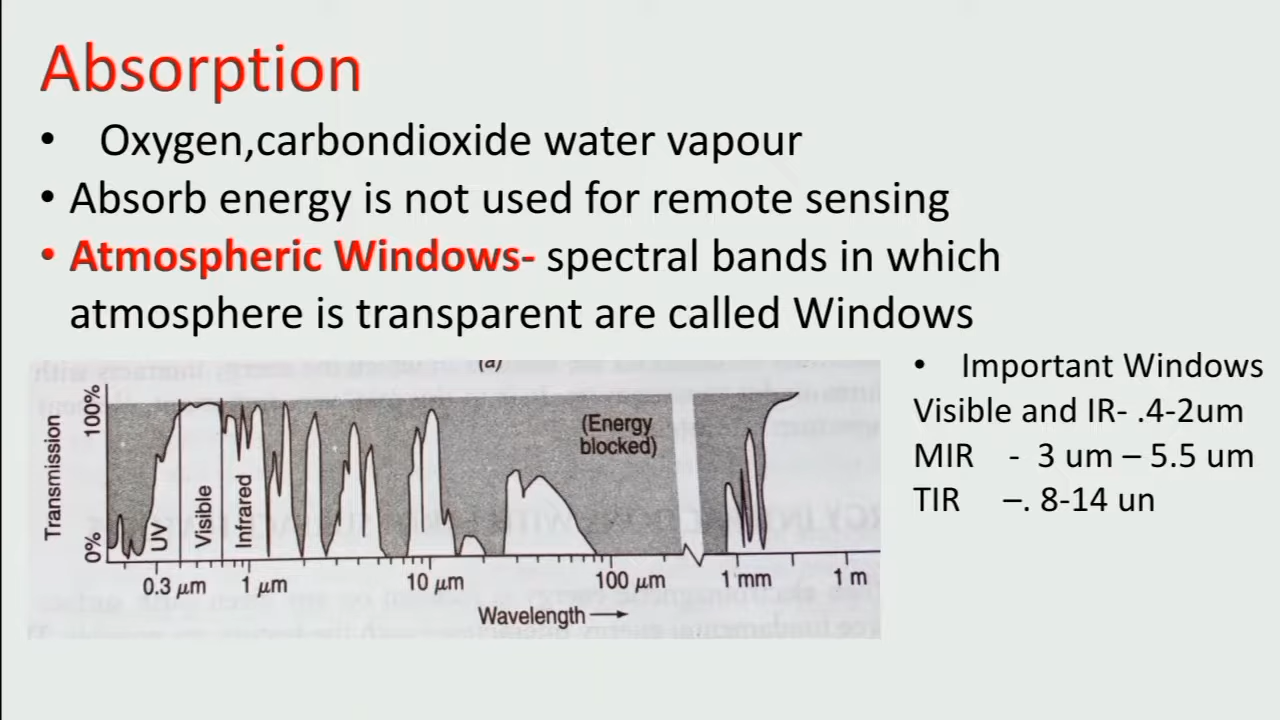 Absorption
• Oxygen,carbondioxide water vapour
• Absorb energy is not used for remote sensing
• Atmospheric Windows- spectral bands in which
atmosphere is transparent are called Windows
(a)
Transmission
100%
0%
UV
Visible
Infrared
(Energy
blocked)
0.3 μm
1 μm
10 μm
100 μm
1 mm
1 m
Wavelength →
• Important Windows
Visible and IR- .4-2um
MIR - 3 um – 5.5 um
TIR –. 8-14 un